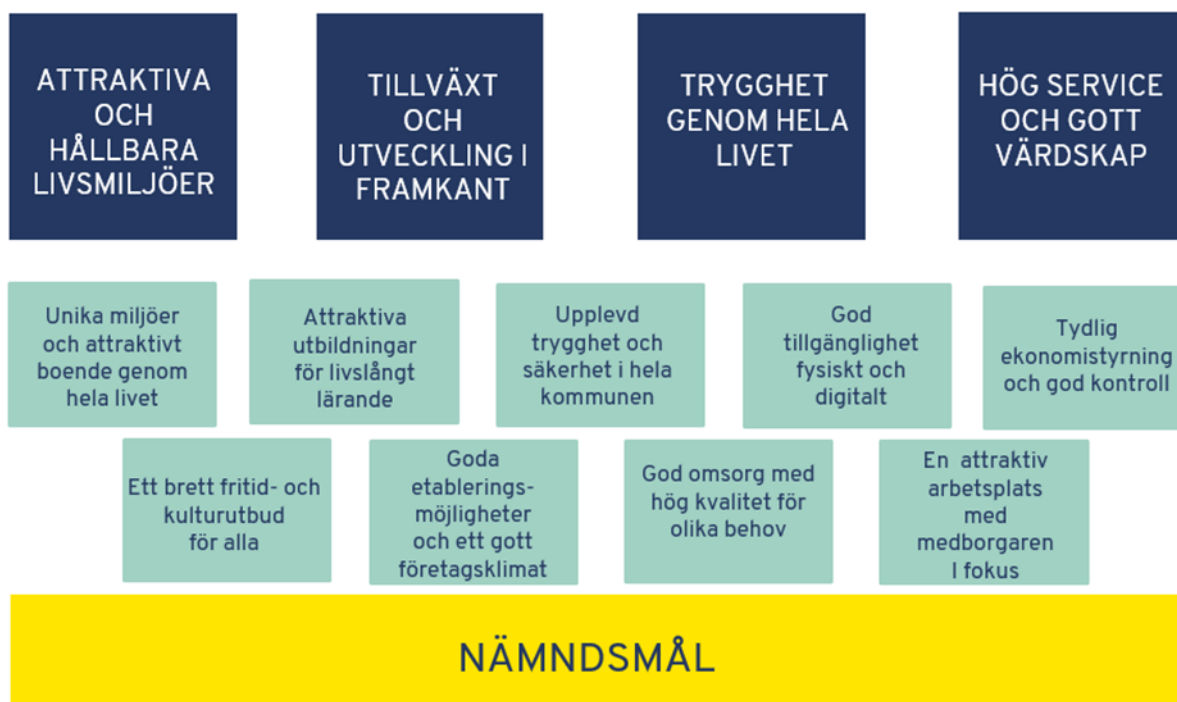 ATTRAKTIVA
OCH
HÅLLBARA
LIVSMILJÖER
TILLVÄXT
OCH
UTVECKLING I
FRAMKANT
TRYGGHET
GENOM HELA
LIVET
HÖG SERVICE
OCH GOTT
VÄRDSKAP
Unika miljöer
och attraktivt
boende genom
hela livet
Attraktiva
utbildningar
för livslångt
lärande
Upplevd
trygghet och
säkerhet i hela
kommunen
God
tillgänglighet
fysiskt och
digitalt
Tydlig
ekonomistyrning
och god kontroll
Ett brett fritid- och
kulturutbud
för alla
Goda
etablerings-
möjligheter
och ett gott
företagsklimat
God omsorg med
hög kvalitet för
olika behov
En attraktiv
arbetsplats
med
medborgaren
I fokus
NÄMNDSMÅL